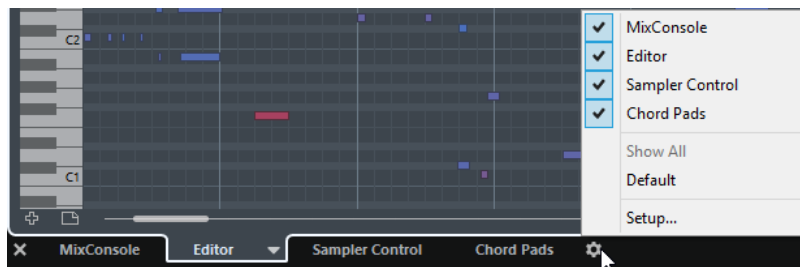 C2
C1
MixConsole
Editor
Sampler Control
Chord Pads
Show All
Default
Setup...
MixConsole Editor Sampler Control Chord Pads